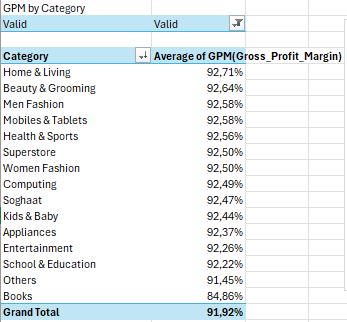 GPM by Category
Valid Valid
Category Average of GPM(Gross_Profit_Margin)
Home & Living 92,71%
Beauty & Grooming 92,64%
Men Fashion 92,58%
Mobiles & Tablets 92,58%
Health & Sports 92,56%
Superstore 92,50%
Women Fashion 92,50%
Computing 92,49%
Soghaat 92,47%
Kids & Baby 92,44%
Appliances 92,37%
Entertainment 92,26%
School & Education 92,22%
Others 91,45%
Books 84,86%
Grand Total 91,92%